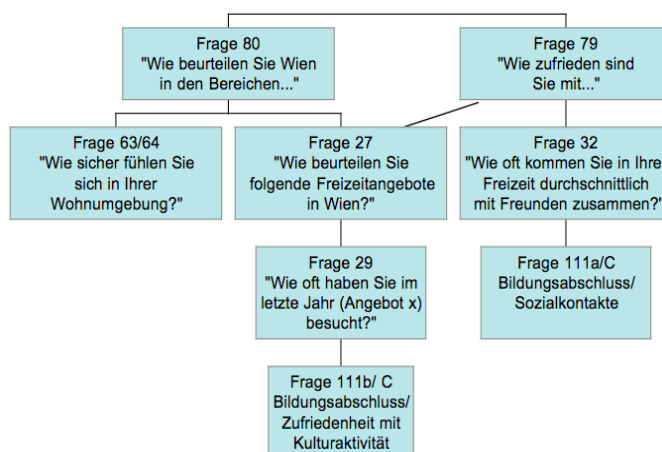 Frage 80
"Wie beurteilen Sie Wien
in den Bereichen..."
Frage 79
"Wie zufrieden sind
Sie mit..."
Frage 63/64
"Wie sicher fühlen Sie
sich in Ihrer
Wohnumgebung?"
Frage 27
"Wie beurteilen Sie
folgende Freizeitangebote
in Wien?"
Frage 32
"Wie oft kommen Sie in Ihrer
Freizeit durchschnittlich
mit Freunden zusammen?"
Frage 29
"Wie oft haben Sie im
letzte Jahr (Angebot x)
besucht?"
Frage 111a/C
Bildungsabschluss/
Sozialkontakte
Frage 111b/ C
Bildungsabschluss/
Zufriedenheit mit
Kulturaktivität